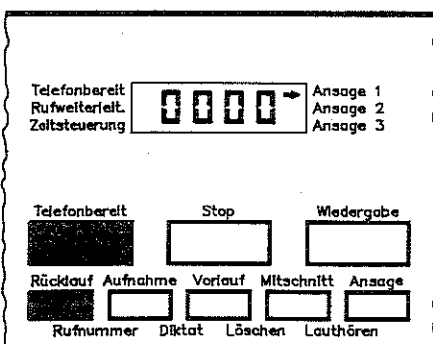 Telefonbereit 0000 → Ansage 1
Rufweiterleit. Ansage 2
Zeitsteuerung Ansage 3
Telefonbereit Stop Wiedergabe
Rücklauf Aufnahme Vorlauf Mitschnitt Ansage
Rufnummer Diktat Löschen Lauthören